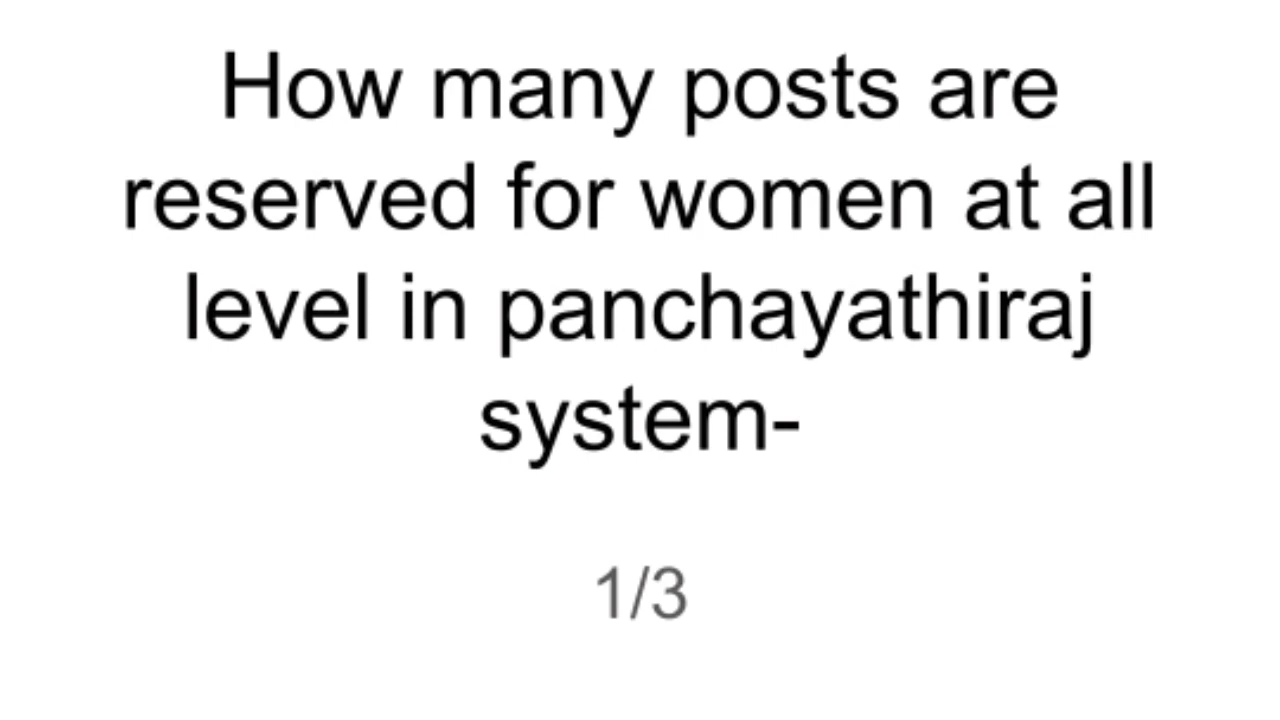 How many posts are
reserved for women at all
level in panchayathiraj
system-
1/3